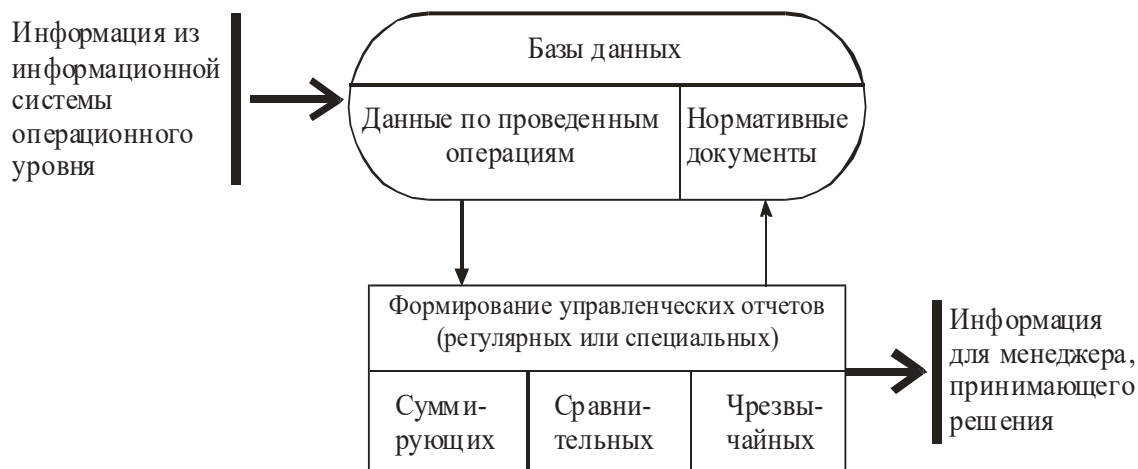 Информация из
информационной
системы
операционного
уровня
Базы данных
Данные по проведенным
операциям
Нормативные
документы
Формирование управленческих отчетов
(регулярных или специальных)
Сумми-
рующих
Сравни-
тельных
Чрезвы-
чайных
Информация
для менеджера,
принимающего
решения